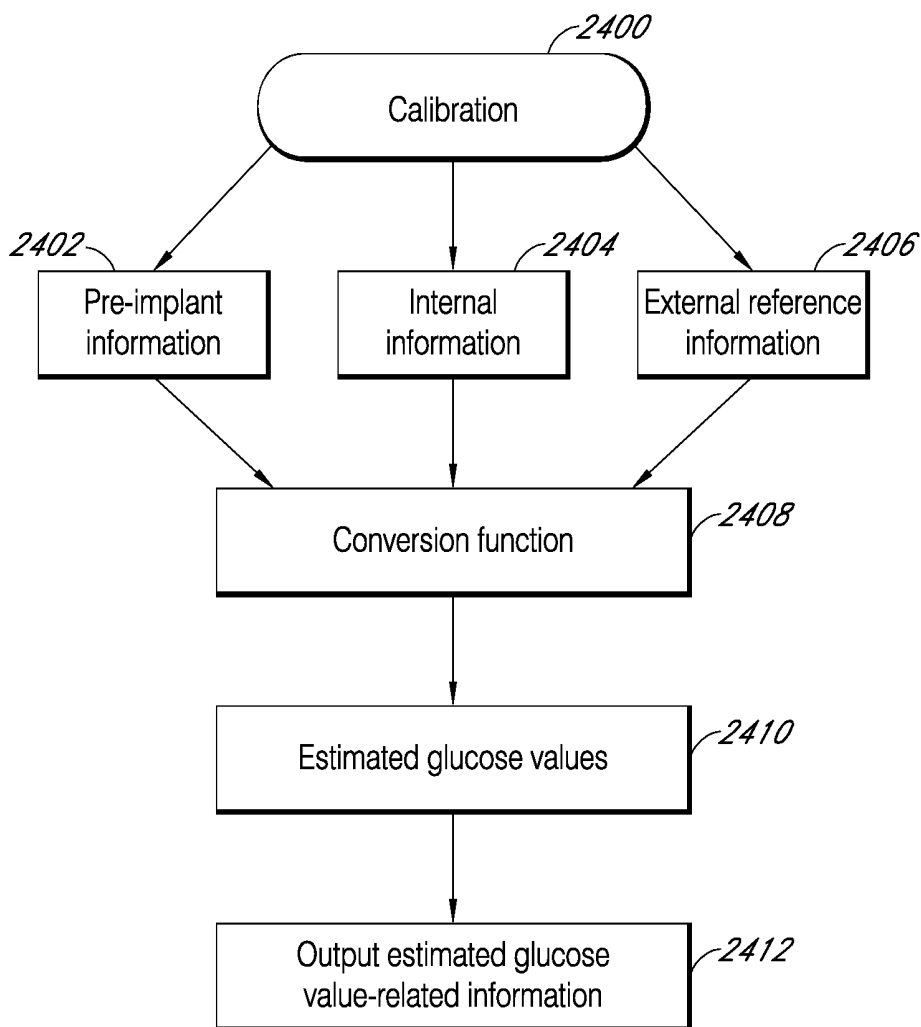 2400
Calibration
2402
2404
2406
Pre-implant
information
Internal
information
External reference
information
2408
Conversion function
2410
Estimated glucose values
2412
Output estimated glucose
value-related information